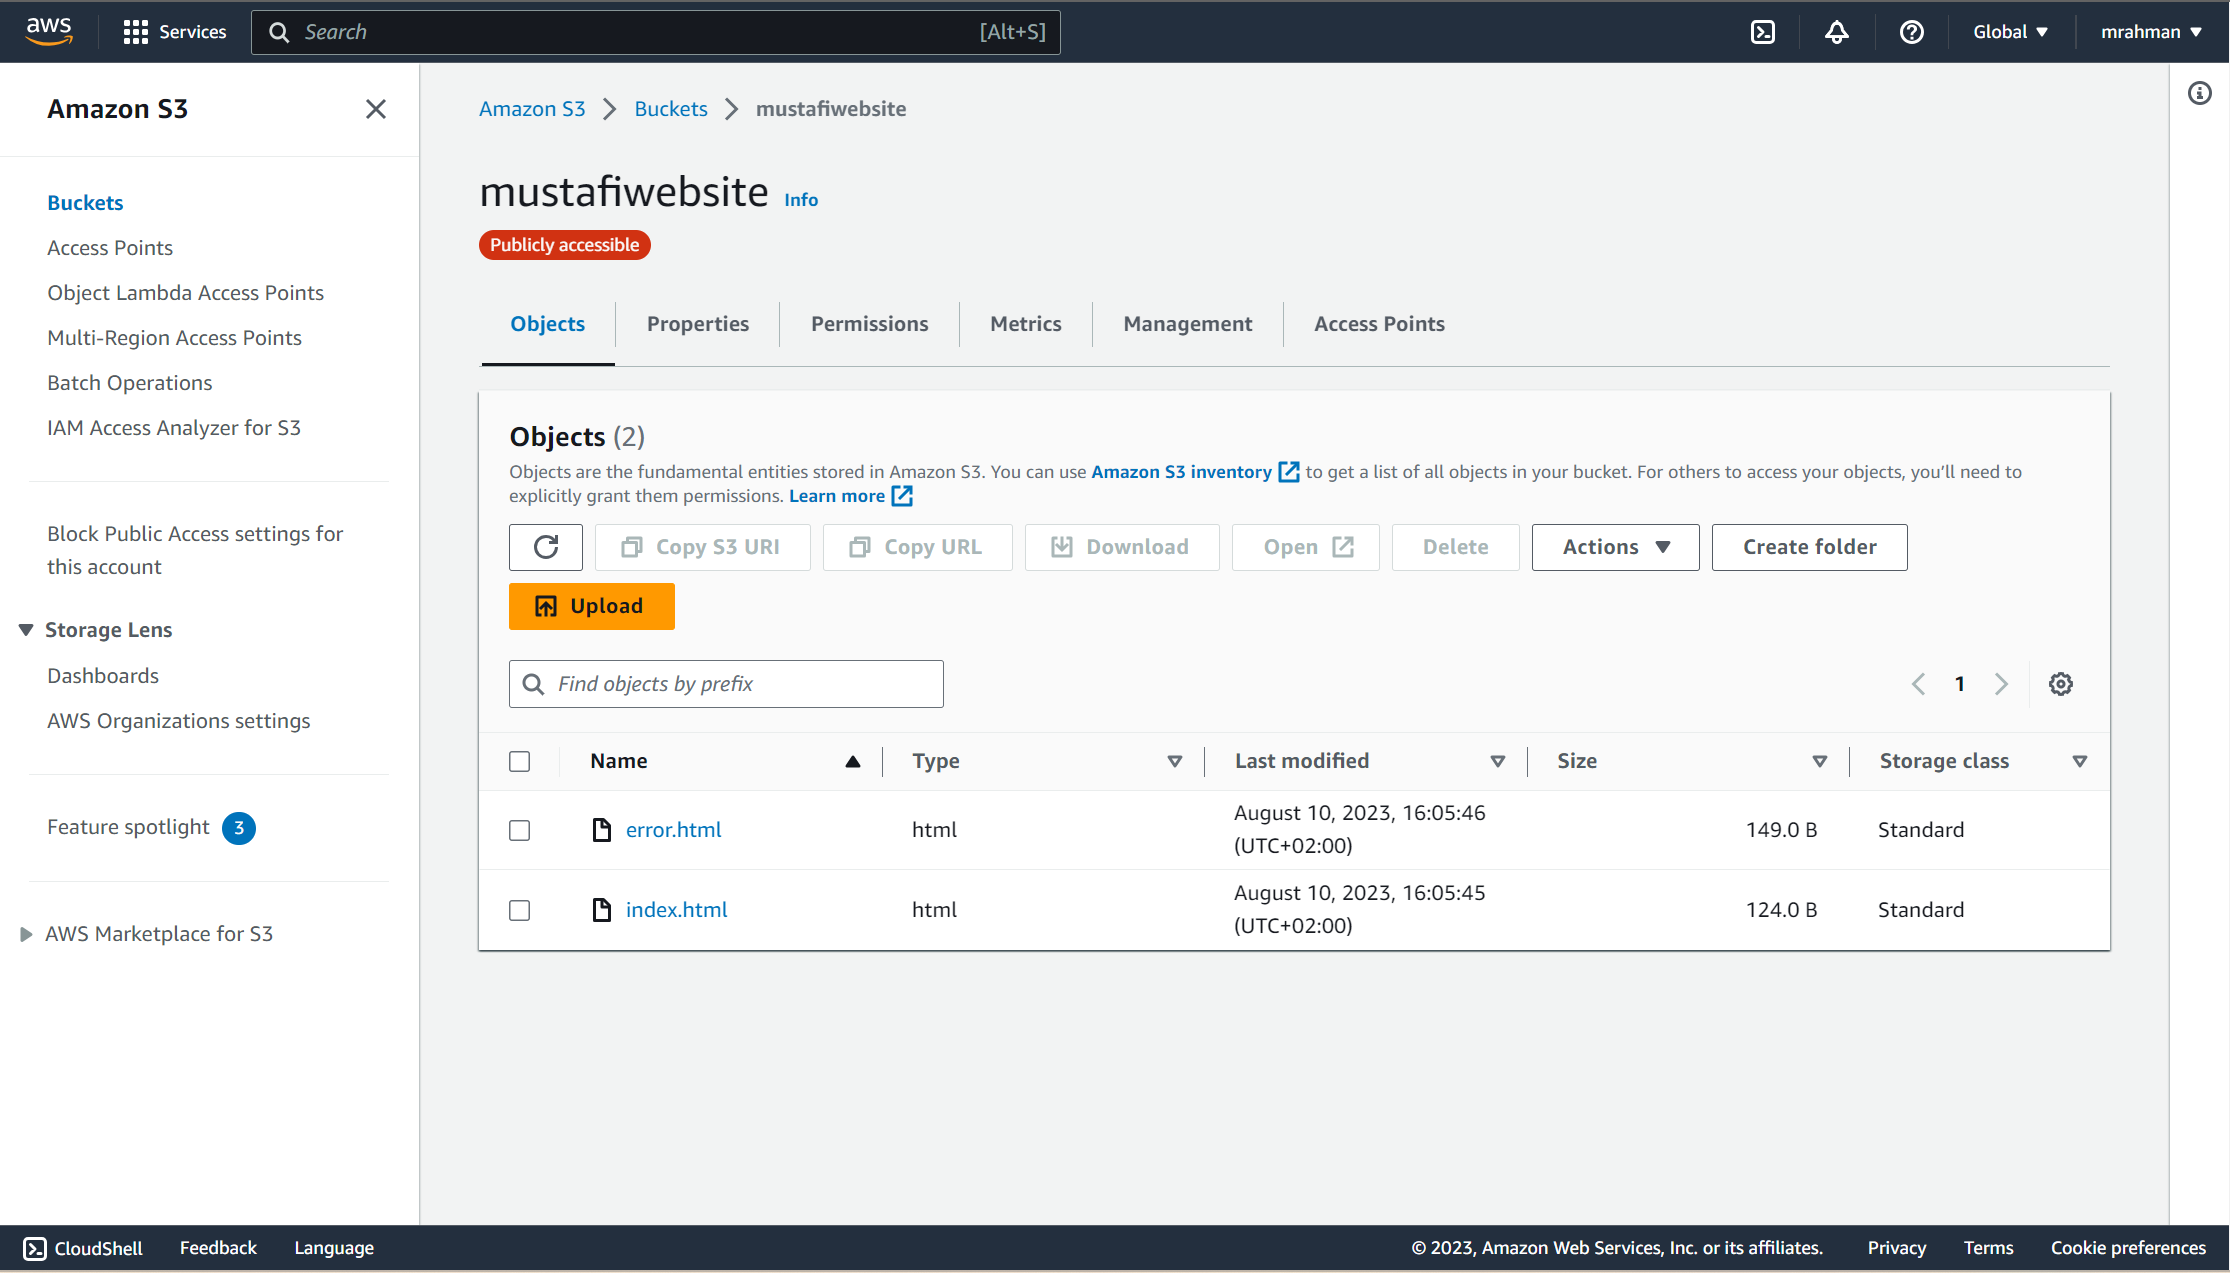 aws Services Search [Alt+S] Global mrahman
Amazon S3
Buckets
Access Points
Object Lambda Access Points
Multi-Region Access Points
Batch Operations
IAM Access Analyzer for S3
Block Public Access settings for
this account
Storage Lens
Dashboards
AWS Organizations settings
Feature spotlight 3
AWS Marketplace for S3
Amazon S3 > Buckets > mustafiwebsite
mustafiwebsite Info
Publicly accessible
Objects Properties Permissions Metrics Management Access Points
Objects (2)
Objects are the fundamental entities stored in Amazon S3. You can use Amazon S3 inventory to get a list of all objects in your bucket. For others to access your objects, you’ll need to
explicitly grant them permissions. Learn more
Copy S3 URI Copy URL Download Open Delete Actions Create folder
Upload
Find objects by prefix 1
Name Type Last modified Size Storage class
error.html html August 10, 2023, 16:05:46 149.0 B Standard
(UTC+02:00)
index.html html August 10, 2023, 16:05:45 124.0 B Standard
(UTC+02:00)
CloudShell Feedback Language © 2023, Amazon Web Services, Inc. or its affiliates. Privacy Terms Cookie preferences